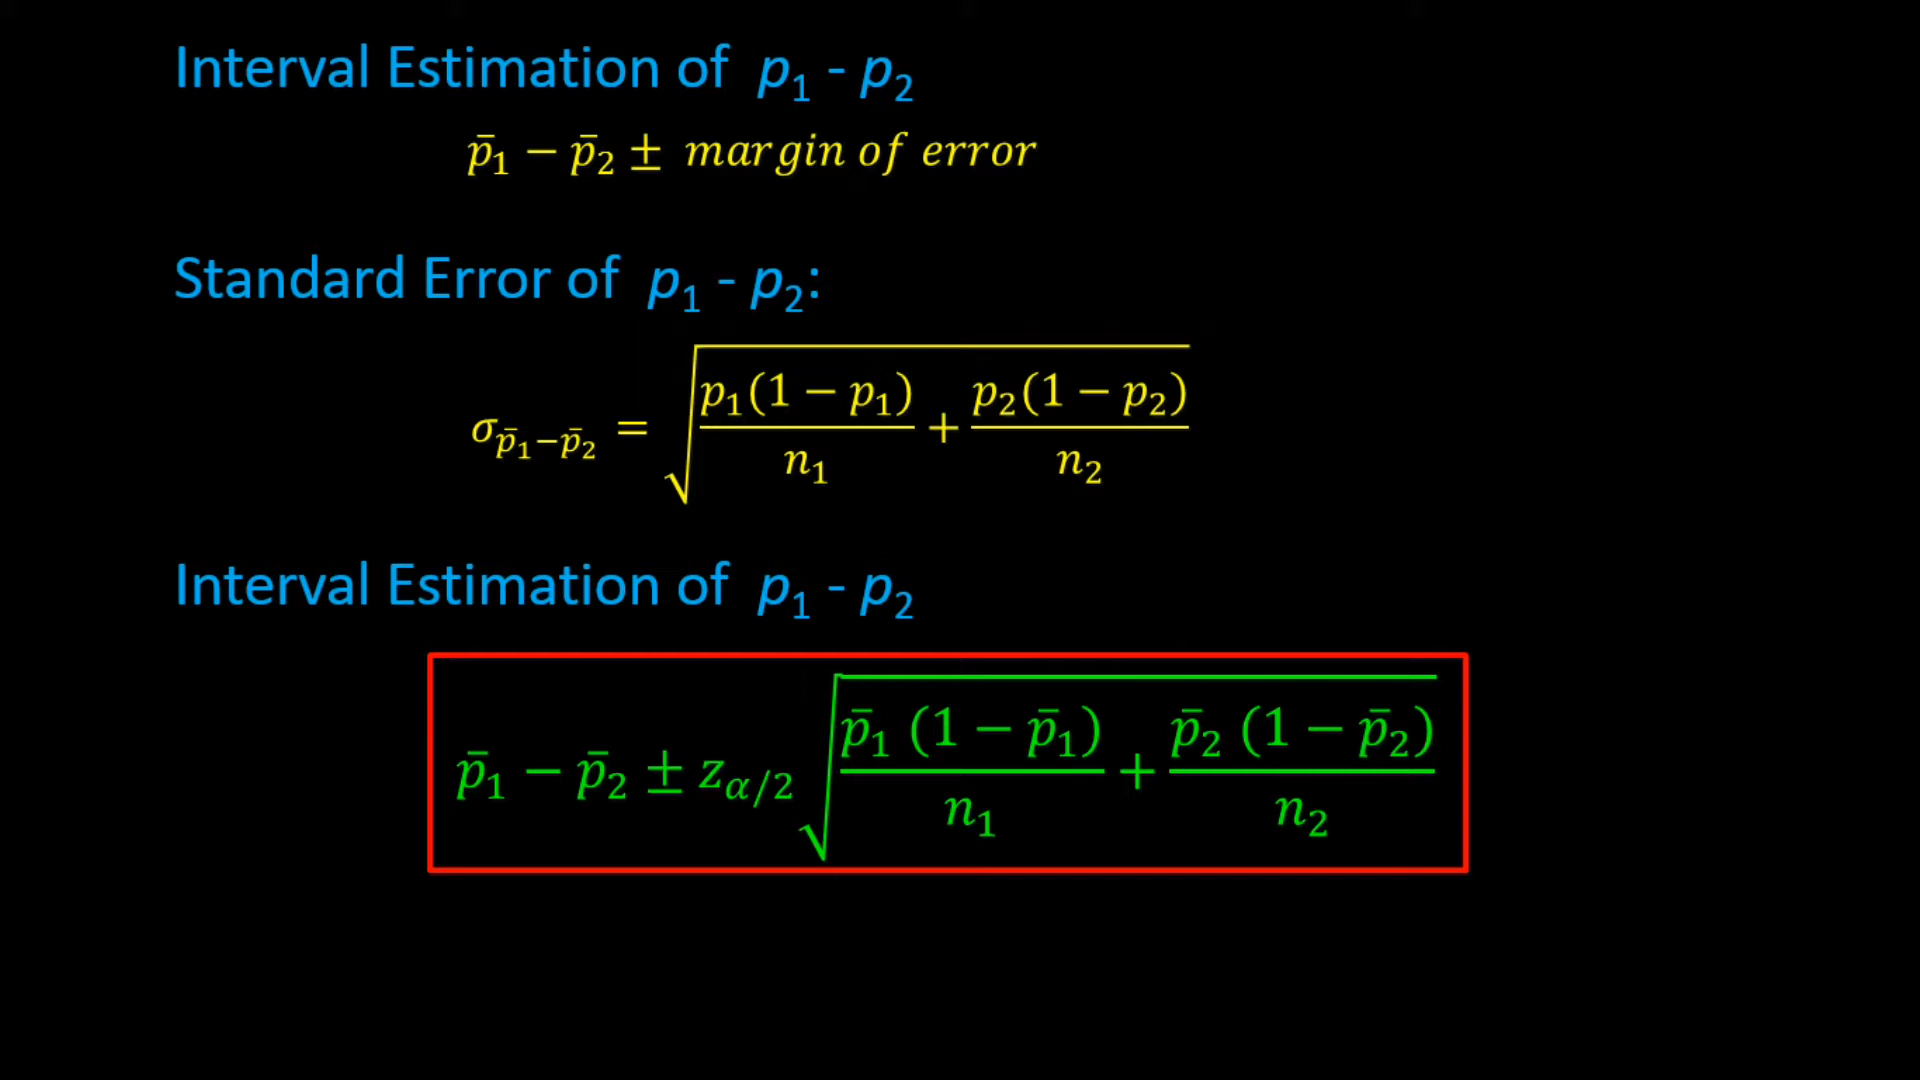 Interval Estimation of p₁ - p₂
p̄₁ − p̄₂ ± margin of error
Standard Error of p₁ - p₂:
σ_{p̄₁−p̄₂} = √(p₁(1 − p₁)/n₁ + p₂(1 − p₂)/n₂)
Interval Estimation of p₁ - p₂
p̄₁ − p̄₂ ± z_{α/2} √(p̄₁ (1 − p̄₁)/n₁ + p̄₂ (1 − p̄₂)/n₂)